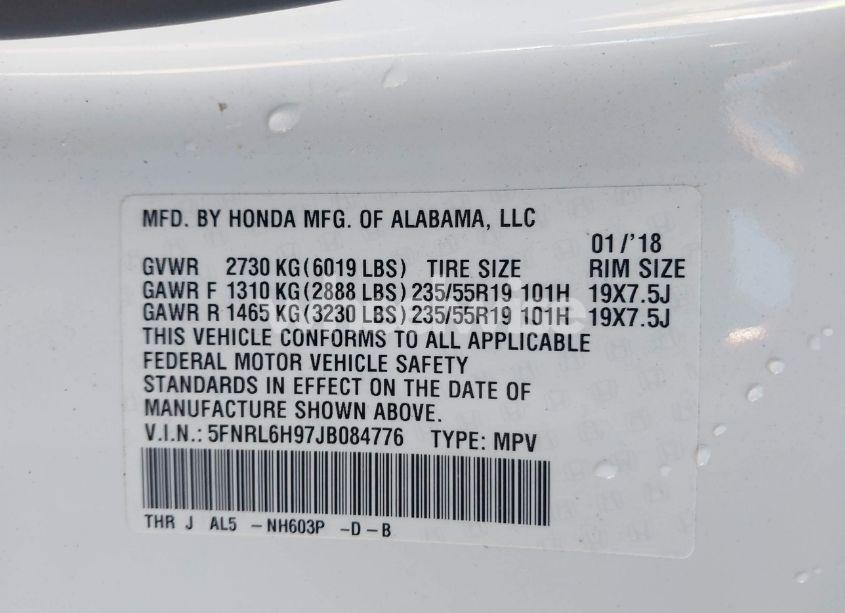 MFD. BY HONDA MFG. OF ALABAMA, LLC
01/'18
GVWR 2730 KG(6019 LBS) TIRE SIZE RIM SIZE
GAWR F 1310 KG(2888 LBS) 235/55R19 101H 19X7.5J
GAWR R 1465 KG(3230 LBS) 235/55R19 101H 19X7.5J
THIS VEHICLE CONFORMS TO ALL APPLICABLE
FEDERAL MOTOR VEHICLE SAFETY
STANDARDS IN EFFECT ON THE DATE OF
MANUFACTURE SHOWN ABOVE.
V.I.N.: 5FNRL6H97JB084776 TYPE: MPV
THR J AL5 -NH603P -D-B